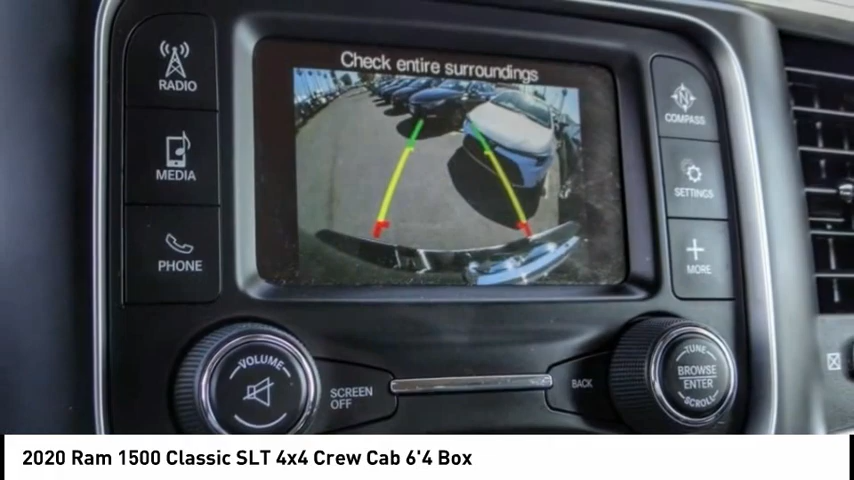 Check entire surroundings
RADIO
MEDIA
PHONE
N
COMPASS
SETTINGS
MORE
VOLUME
SCREEN
OFF
BACK
TUNE
BROWSE
ENTER
SCROLL
2020 Ram 1500 Classic SLT 4x4 Crew Cab 6'4 Box